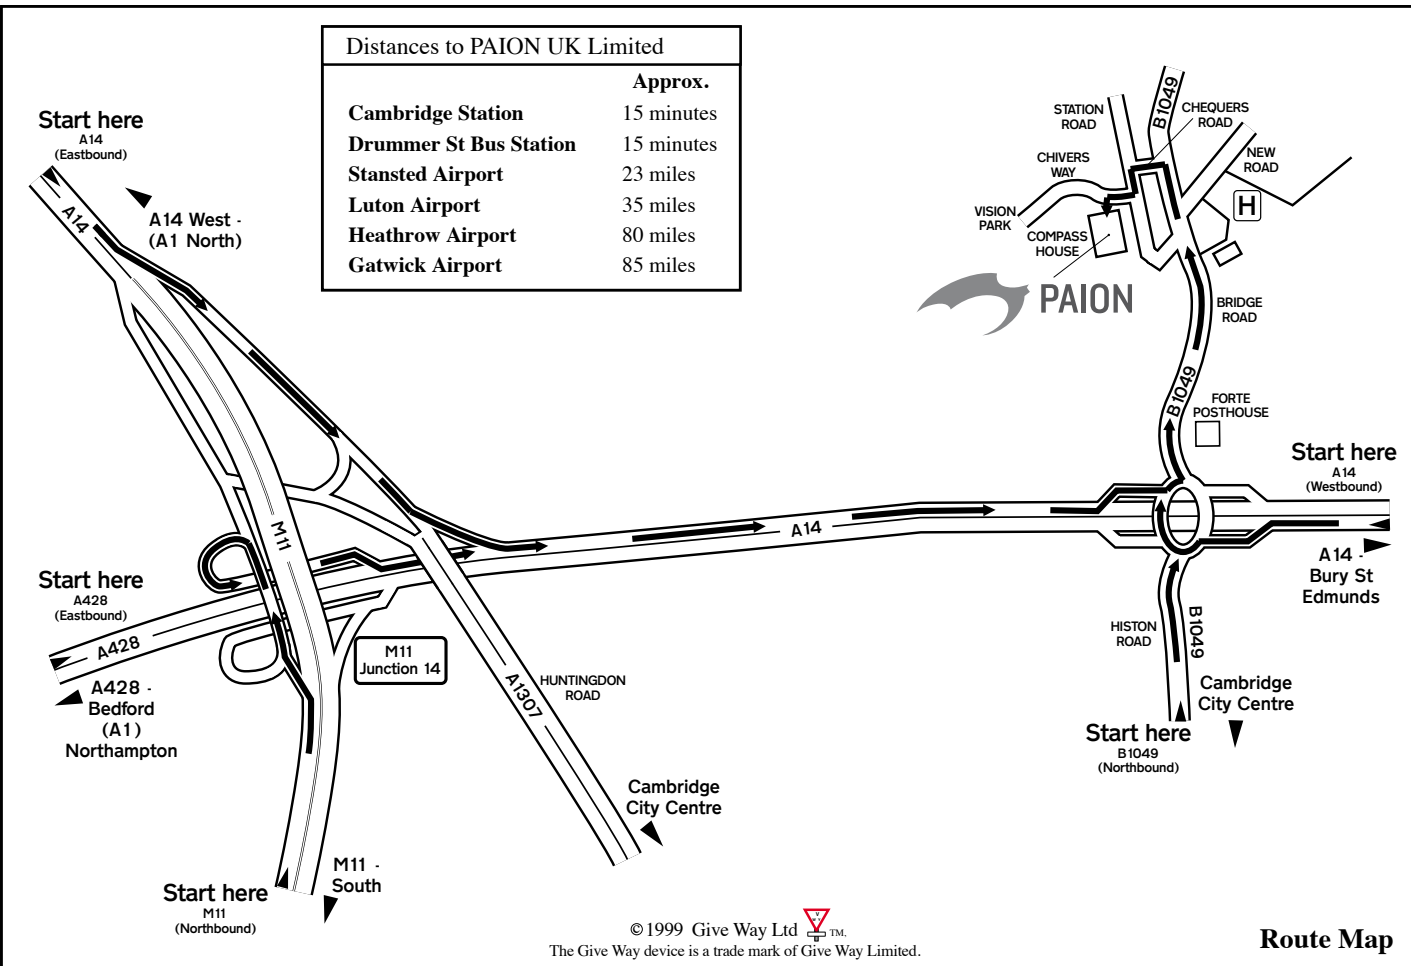 Distances to PAION UK Limited
Approx.
Cambridge Station 15 minutes
Drummer St Bus Station 15 minutes
Stansted Airport 23 miles
Luton Airport 35 miles
Heathrow Airport 80 miles
Gatwick Airport 85 miles
Start here
A14
(Eastbound)
A14
A14 West -
(A1 North)
STATION
ROAD
B1049
CHEQUERS
ROAD
CHIVERS
WAY
NEW
ROAD
H
VISION
PARK
COMPASS
HOUSE
PAION
BRIDGE
ROAD
B1049
FORTE
POSTHOUSE
Start here
A14
(Westbound)
M11
A14
A14 -
Bury St
Edmunds
Start here
A428
(Eastbound)
A428
A428 -
Bedford
(A1)
Northampton
M11
Junction 14
A1307
HUNTINGDON
ROAD
HISTON
ROAD
B1049
Cambridge
City Centre
Start here
B1049
(Northbound)
Cambridge
City Centre
M11 -
South
Start here
M11
(Northbound)
©1999 Give Way Ltd TM.
The Give Way device is a trade mark of Give Way Limited.
Route Map